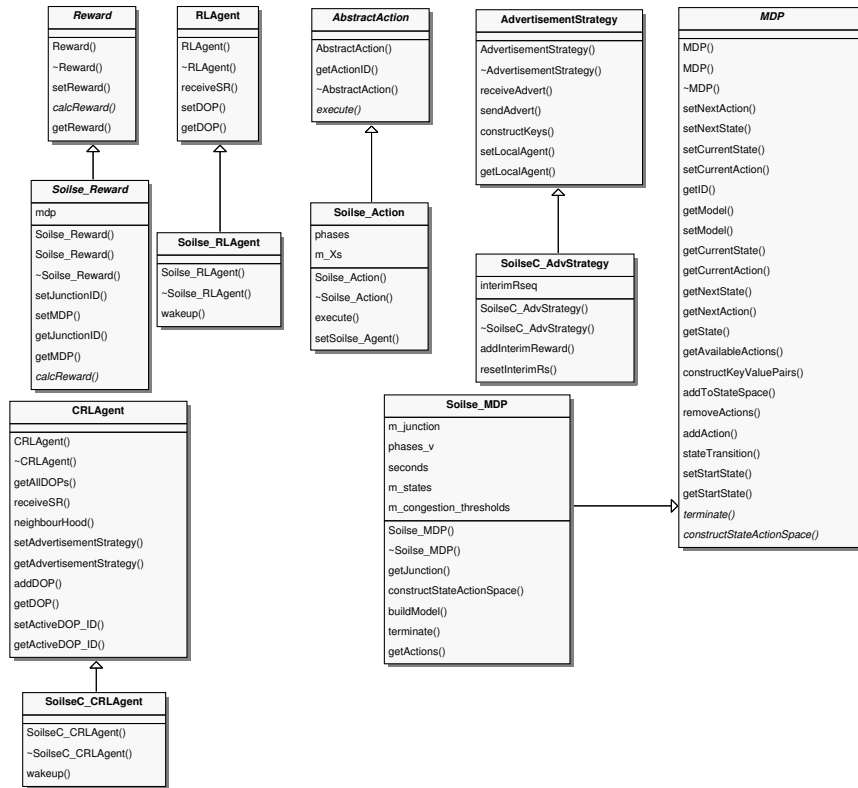 Reward
Reward()
~Reward()
setReward()
calcReward()
getReward()
RLAgent
RLAgent()
~RLAgent()
receiveSR()
setDOP()
getDOP()
AbstractAction
AbstractAction()
getActionID()
~AbstractAction()
execute()
AdvertisementStrategy
AdvertisementStrategy()
~AdvertisementStrategy()
receiveAdvert()
sendAdvert()
constructKeys()
setLocalAgent()
getLocalAgent()
MDP
MDP()
MDP()
~MDP()
setNextAction()
setNextState()
setCurrentState()
setCurrentAction()
getID()
getModel()
setModel()
getCurrentState()
getCurrentAction()
getNextState()
getNextAction()
getState()
getAvailableActions()
constructKeyValuePairs()
addToStateSpace()
removeActions()
addAction()
stateTransition()
setStartState()
getStartState()
terminate()
constructStateActionSpace()
Soilse_Reward
mdp
Soilse_Reward()
Soilse_Reward()
~Soilse_Reward()
setJunctionID()
setMDP()
getJunctionID()
getMDP()
calcReward()
Soilse_RLAgent
Soilse_RLAgent()
~Soilse_RLAgent()
wakeup()
Soilse_Action
phases
m_Xs
Soilse_Action()
~Soilse_Action()
execute()
setSoilse_Agent()
SoilseC_AdvStrategy
interimRseq
SoilseC_AdvStrategy()
~SoilseC_AdvStrategy()
addInterimReward()
resetInterimRs()
CRLAgent
CRLAgent()
~CRLAgent()
getAllDOPs()
receiveSR()
neighbourHood()
setAdvertisementStrategy()
getAdvertisementStrategy()
addDOP()
getDOP()
setActiveDOP_ID()
getActiveDOP_ID()
Soilse_MDP
m_junction
phases_v
seconds
m_states
m_congestion_thresholds
Soilse_MDP()
~Soilse_MDP()
getJunction()
constructStateActionSpace()
buildModel()
terminate()
getActions()
SoilseC_CRLAgent
SoilseC_CRLAgent()
~SoilseC_CRLAgent()
wakeup()